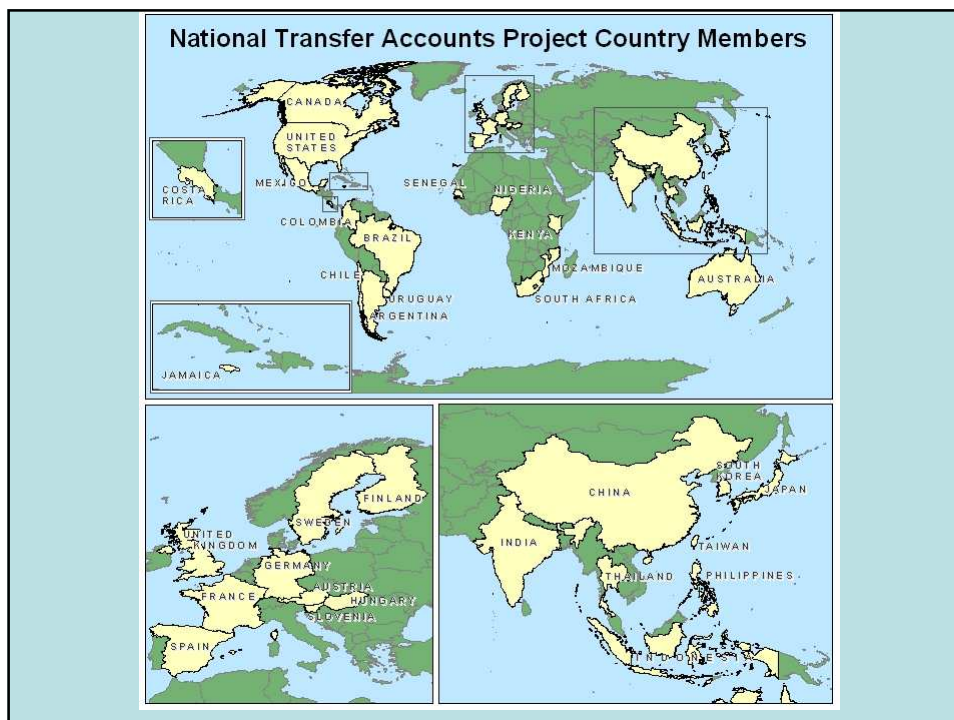 National Transfer Accounts Project Country Members
CANADA
UNITED
STATES
COSTA
RICA
MEXICO
SENEGAL
NIGERIA
COLOMBIA
KENYA
BRAZIL
CHILE
MOZAMBIQUE
AUSTRALIA
URUGUAY
SOUTH AFRICA
ARGENTINA
JAMAICA
FINLAND
SWEDEN
UNITED
KINGDOM
GERMANY
AUSTRIA
FRANCE
HUNGARY
SLOVENIA
SPAIN
SOUTH
KOREA
CHINA
JAPAN
INDIA
TAIWAN
THAILAND
PHILIPPINES
INDONESIA